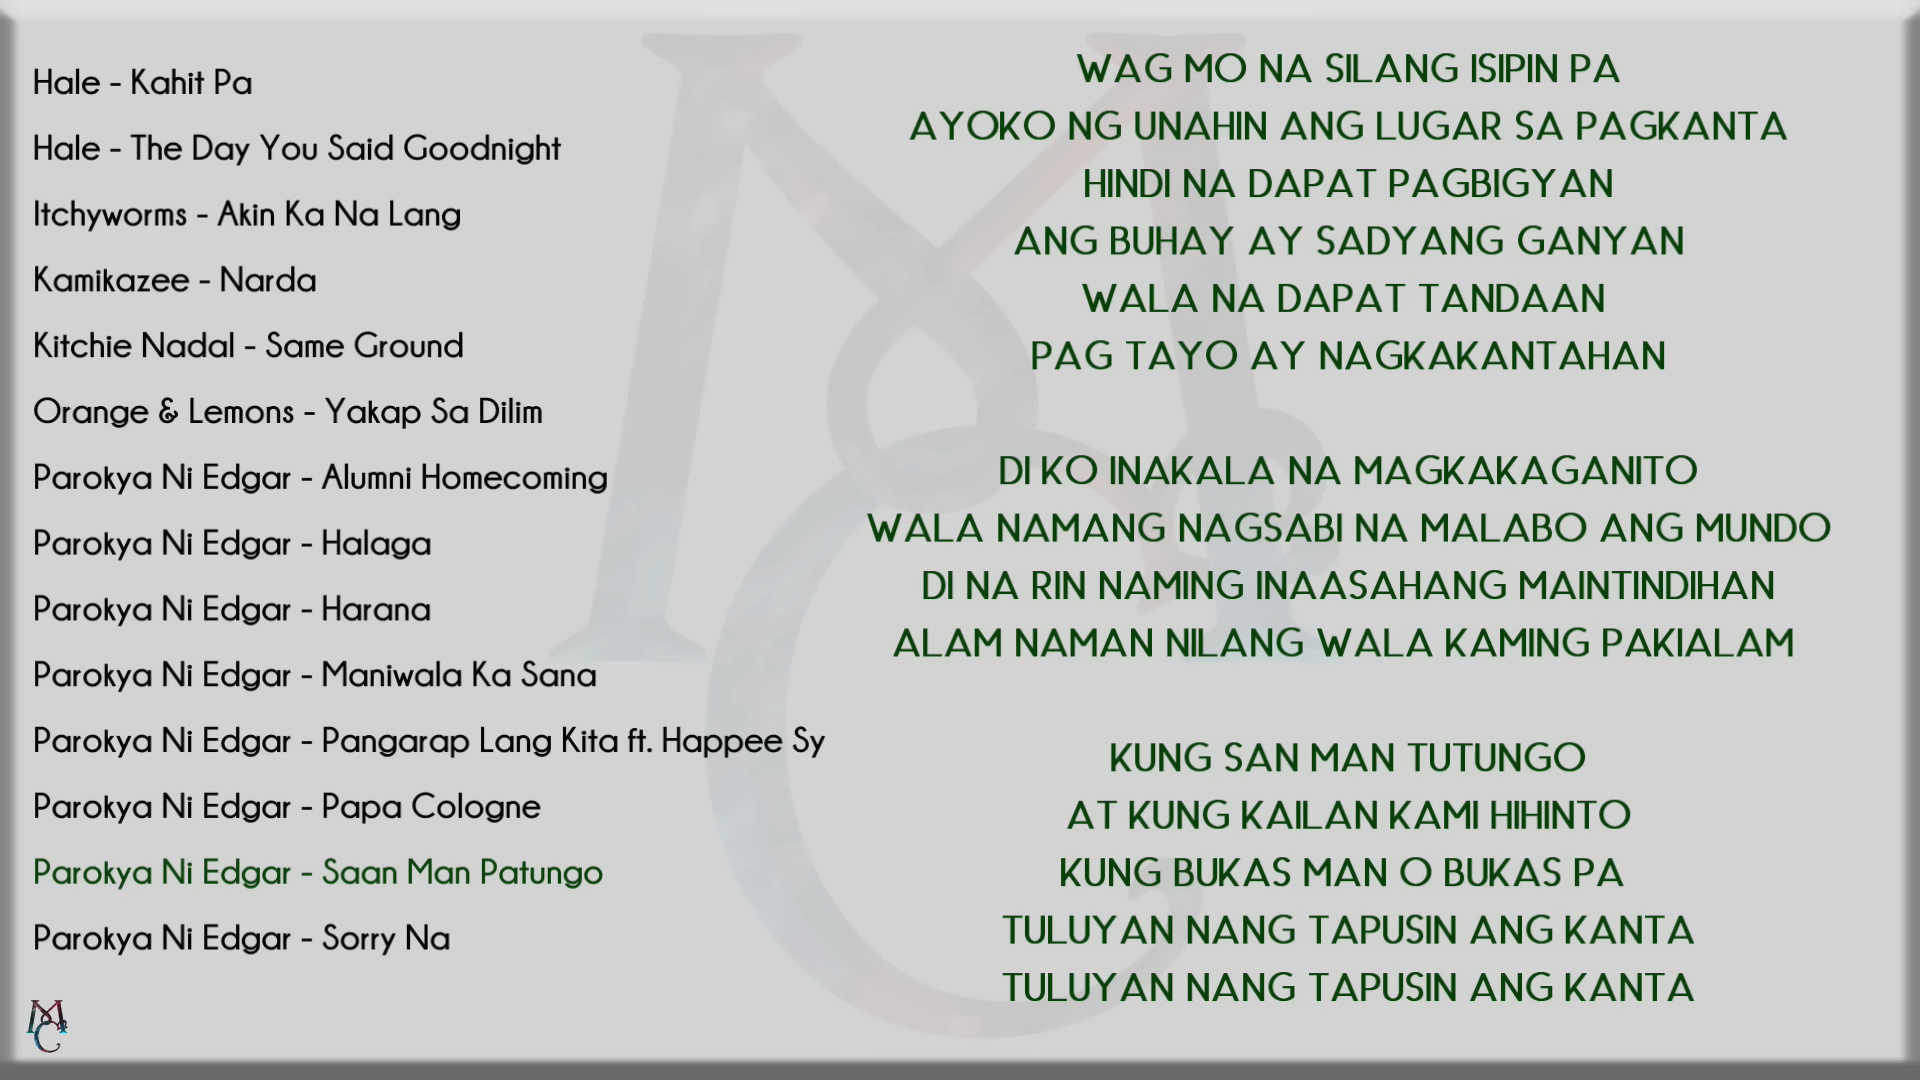 Hale - Kahit Pa
Hale - The Day You Said Goodnight
Itchyworms - Akin Ka Na Lang
Kamikazee - Narda
Kitchie Nadal - Same Ground
Orange & Lemons - Yakap Sa Dilim
Parokya Ni Edgar - Alumni Homecoming
Parokya Ni Edgar - Halaga
Parokya Ni Edgar - Harana
Parokya Ni Edgar - Maniwala Ka Sana
Parokya Ni Edgar - Pangarap Lang Kita ft. Happee Sy
Parokya Ni Edgar - Papa Cologne
Parokya Ni Edgar - Saan Man Patungo
Parokya Ni Edgar - Sorry Na
MC
WAG MO NA SILANG ISIPIN PA
AYOKO NG UNAHIN ANG LUGAR SA PAGKANTA
HINDI NA DAPAT PAGBIGYAN
ANG BUHAY AY SADYANG GANYAN
WALA NA DAPAT TANDAAN
PAG TAYO AY NAGKAKANTAHAN
DI KO INAKALA NA MAGKAKAGANITO
WALA NAMANG NAGSABI NA MALABO ANG MUNDO
DI NA RIN NAMING INAASAHANG MAINTINDIHAN
ALAM NAMAN NILANG WALA KAMING PAKIALAM
KUNG SAN MAN TUTUNGO
AT KUNG KAILAN KAMI HIHINTO
KUNG BUKAS MAN O BUKAS PA
TULUYAN NANG TAPUSIN ANG KANTA
TULUYAN NANG TAPUSIN ANG KANTA